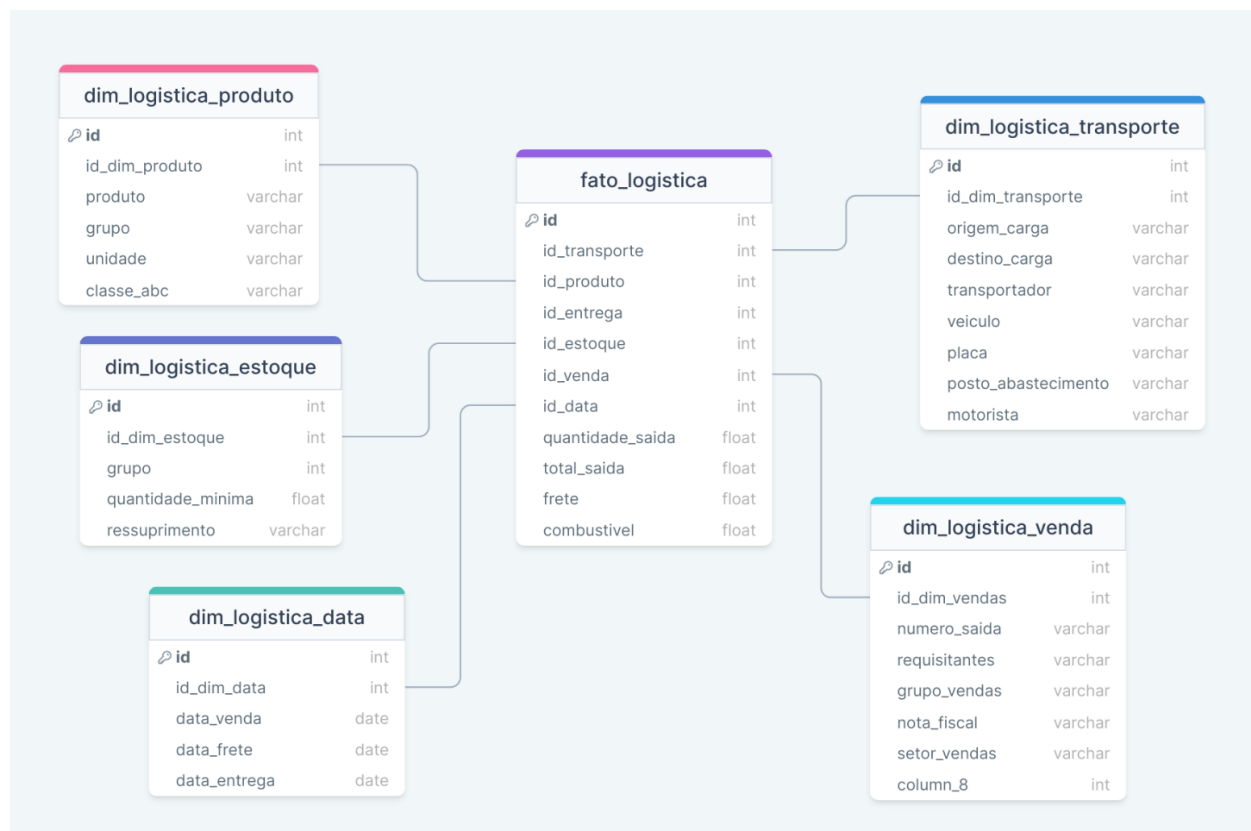 dim_logistica_produto
id int
id_dim_produto int
produto varchar
grupo varchar
unidade varchar
classe_abc varchar
dim_logistica_estoque
id int
id_dim_estoque int
grupo int
quantidade_minima float
ressuprimento varchar
dim_logistica_data
id int
id_dim_data int
data_venda date
data_frete date
data_entrega date
fato_logistica
id int
id_transporte int
id_produto int
id_entrega int
id_estoque int
id_venda int
id_data int
quantidade_saida float
total_saida float
frete float
combustivel float
dim_logistica_transporte
id int
id_dim_transporte int
origem_carga varchar
destino_carga varchar
transportador varchar
veiculo varchar
placa varchar
posto_abastecimento varchar
motorista varchar
dim_logistica_venda
id int
id_dim_vendas int
numero_saida varchar
requisitantes varchar
grupo_vendas varchar
nota_fiscal varchar
setor_vendas varchar
column_8 int